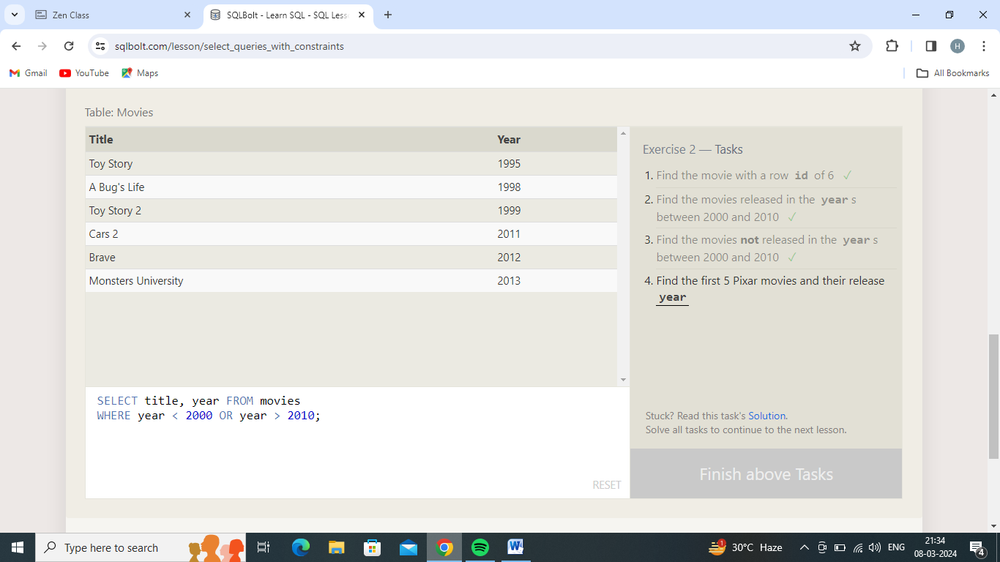 Zen Class
SQLBolt - Learn SQL - SQL Less
sqlbolt.com/lesson/select_queries_with_constraints
H
Gmail YouTube Maps All Bookmarks
Table: Movies
Title Year
Toy Story 1995
A Bug's Life 1998
Toy Story 2 1999
Cars 2 2011
Brave 2012
Monsters University 2013
SELECT title, year FROM movies
WHERE year < 2000 OR year > 2010;
RESET
Exercise 2 — Tasks
1. Find the movie with a row id of 6 ✓
2. Find the movies released in the year s
between 2000 and 2010 ✓
3. Find the movies not released in the year s
between 2000 and 2010 ✓
4. Find the first 5 Pixar movies and their release
year
Stuck? Read this task's Solution.
Solve all tasks to continue to the next lesson.
Finish above Tasks
Type here to search
1
30°C Haze
ENG
21:34
08-03-2024
4